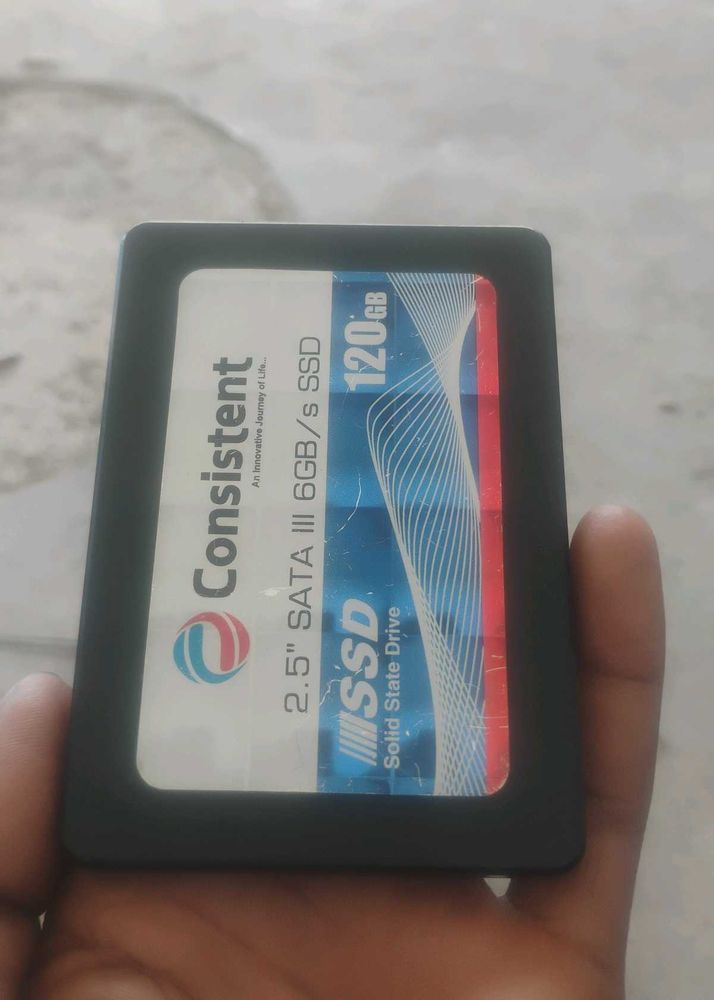 Consistent
An Innovative Journey of Life...
2.5" SATA III 6GB/s SSD
SSD
120GB
Solid State Drive